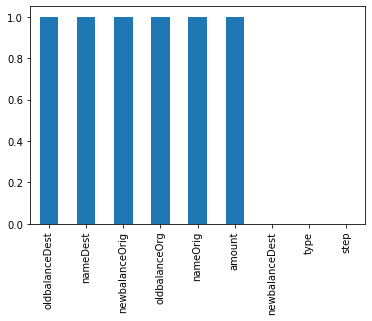 1.0
0.8
0.6
0.4
0.2
0.0
oldbalanceDest
nameDest
newbalanceOrig
oldbalanceOrg
nameOrig
amount
newbalanceDest
type
step